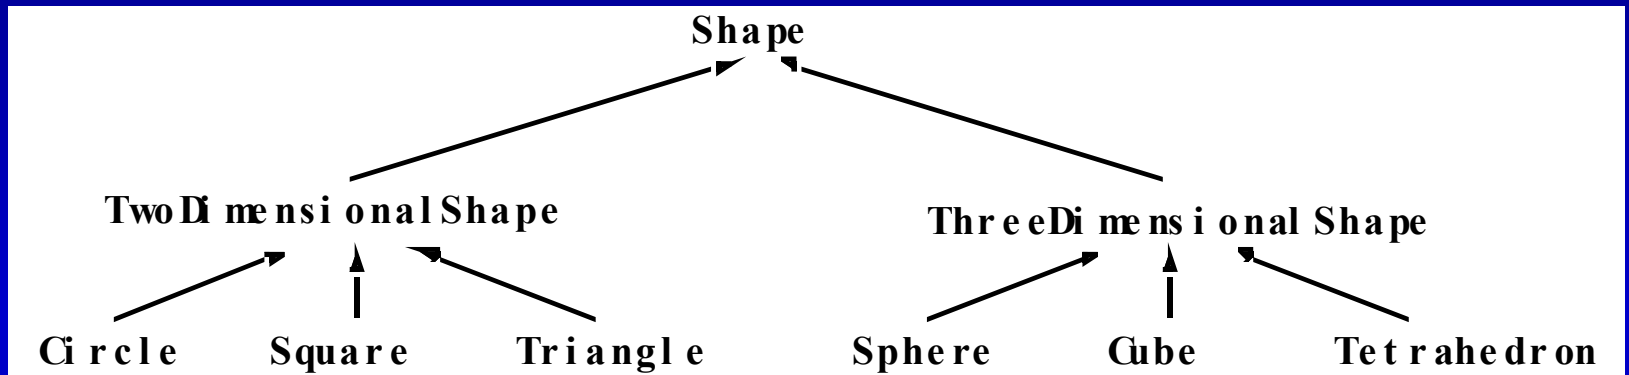 Shape
TwoDimensionalShape
ThreeDimensionalShape
Circle
Square
Triangle
Sphere
Cube
Tetrahedron